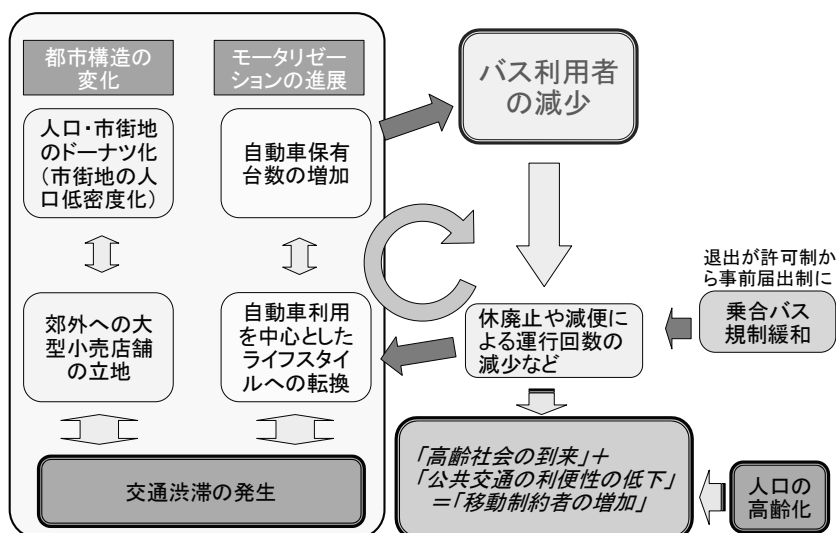 都市構造の
変化
モータリゼー
ションの進展
人口・市街地
のドーナツ化
(市街地の人
口低密度化)
自動車保有
台数の増加
郊外への大
型小売店舗
の立地
自動車利用
を中心とした
ライフスタイ
ルへの転換
交通渋滞の発生
バス利用者
の減少
休廃止や減便に
よる運行回数の
減少など
退出が許可制か
ら事前届出制に
乗合バス
規制緩和
「高齢社会の到来」+
「公共交通の利便性の低下」
=「移動制約者の増加」
人口の
高齢化